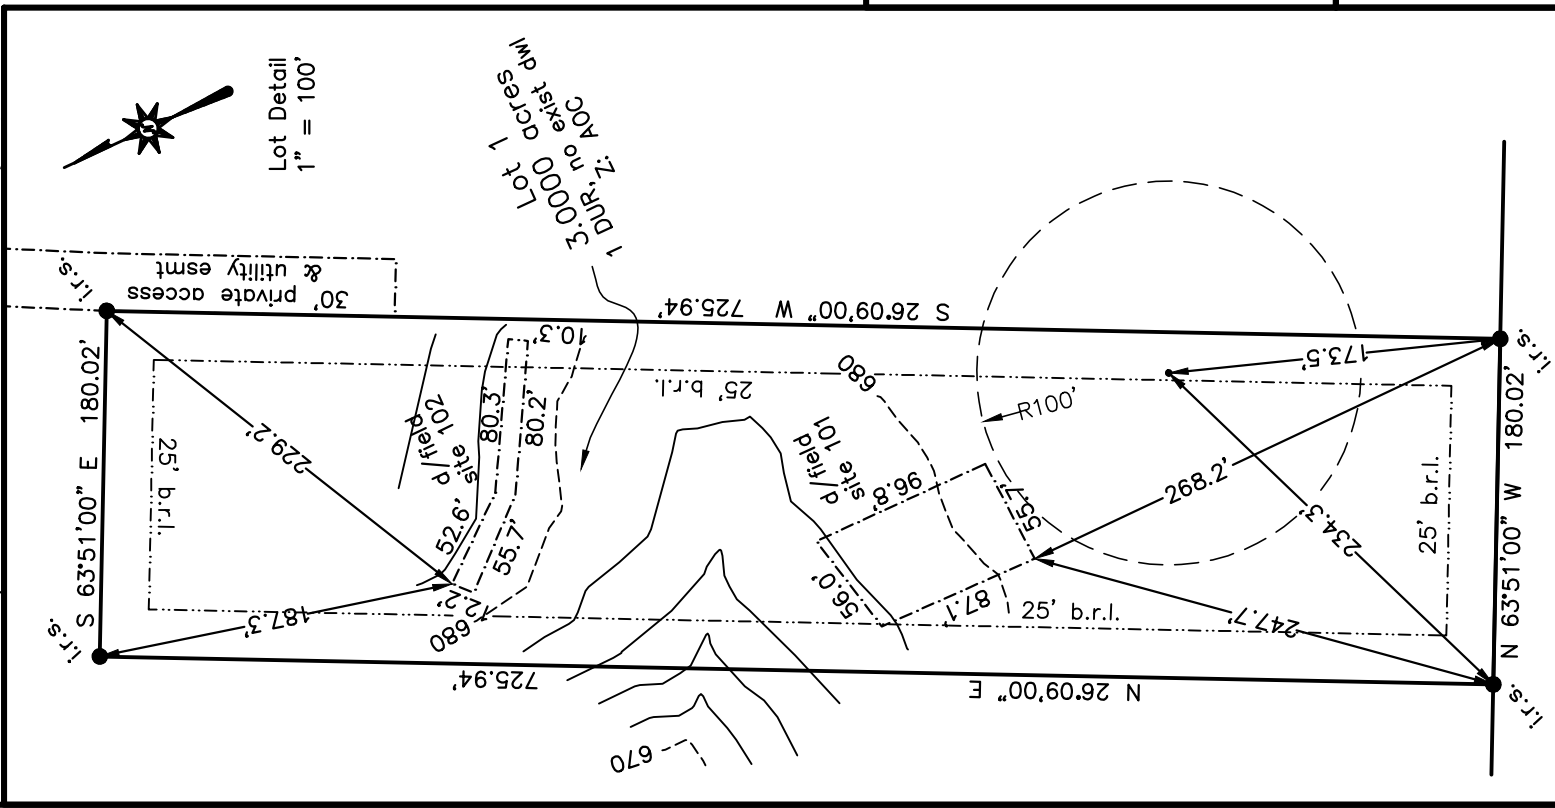 Lot Detail
1" = 100'
Lot 1
3.0000 acres
1 DUR, no exist dwl
Z: AOC
30' private access
& utility esmt
i.r.s.
S 26°09'00" W 725.94'
i.r.s.
S 63°51'00" E 180.02'
25' b.r.l.
229.2'
187.3'
d/field
site 102
80.3'
80.2'
10.3'
52.6'
55.7'
12.2'
680
25' b.r.l.
680
d/field
site 101
96.8'
55.7'
56.0'
87.1'
R100'
173.5'
268.2'
234.3'
247.7'
25' b.r.l.
25' b.r.l.
N 63°51'00" W 180.02'
i.r.s.
i.r.s.
N 26°09'00" E
725.94'
670